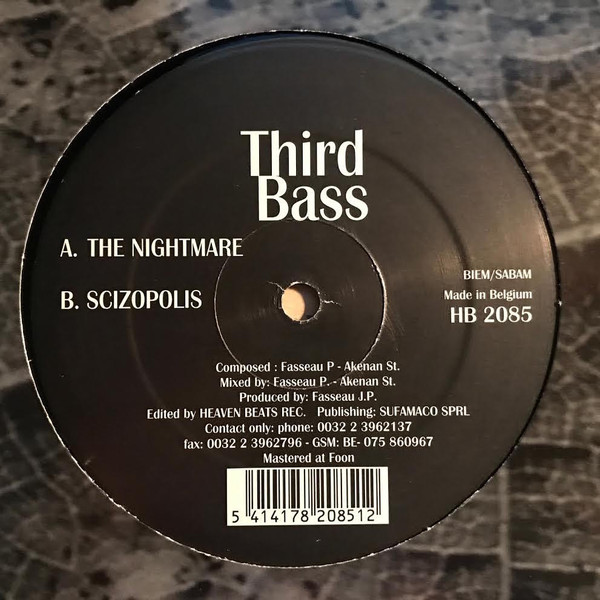 Third
Bass
A. THE NIGHTMARE
B. SCIZOPOLIS
BIEM/SABAM
Made in Belgium
HB 2085
Composed : Fasseau P - Akenan St.
Mixed by: Fasseau P. - Akenan St.
Produced by: Fasseau J.P.
Edited by HEAVEN BEATS REC. Publishing: SUFAMACO SPRL
Contact only: phone: 0032 2 3962137
fax: 0032 2 3962796 - GSM: BE- 075 860967
Mastered at Foon
5 414178 208512